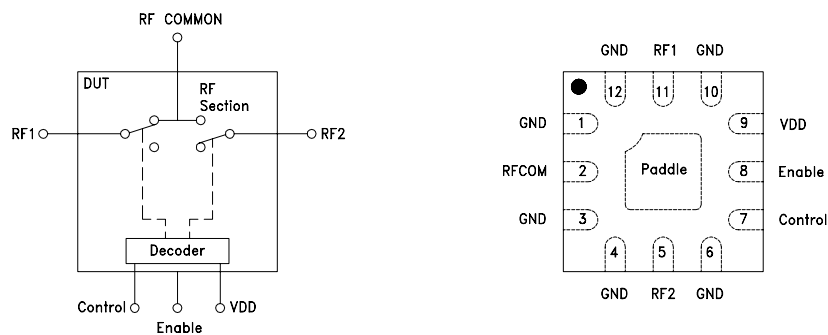 RF COMMON
DUT
RF
Section
RF1
RF2
Decoder
Control
VDD
Enable
GND RF1 GND
12 11 10
GND 1 9 VDD
RFCOM 2 Paddle 8 Enable
GND 3 7 Control
4 5 6
GND RF2 GND